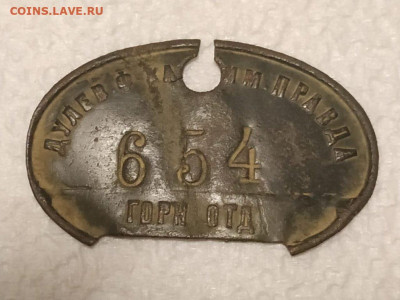 COINS.LAVE.RU
ДУЛЕВ Ф ИМ. ПРАВДА
654
ГОРН ОТД